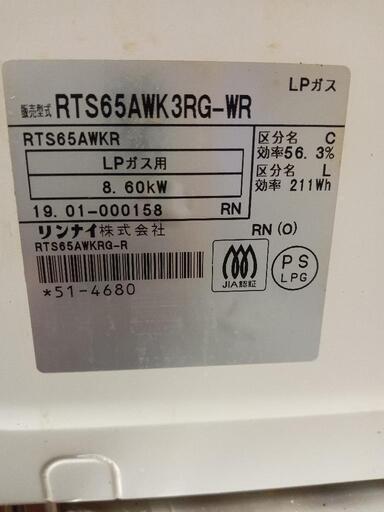 LPガス
販売型式 RTS65AWK3RG-WR
RTS65AWKR
LPガス用
8.60kW
19.01-000158 RN
区分名 C
効率56.3%
区分名 L
効率 211Wh
リンナイ株式会社
RN(O)
RTS65AWKRG-R
*51-4680
JIA認証
PS
LPG